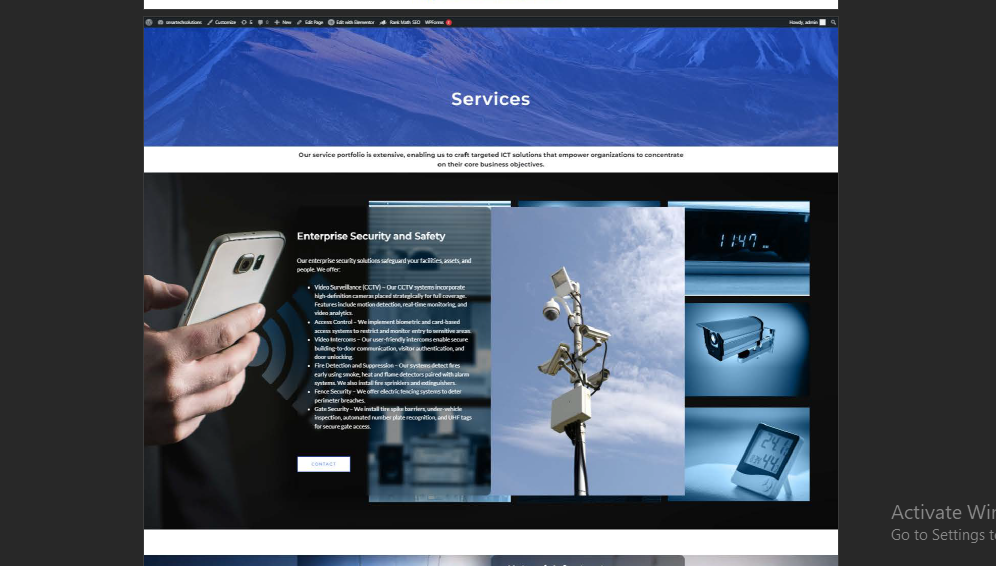 smartechsolutions Customize 6 0 + New Edit Page Edit with Elementor Rank Math SEO WPForms Howdy, admin
Services
Our service portfolio is extensive, enabling us to craft targeted ICT solutions that empower organizations to concentrate
on their core business objectives.
Enterprise Security and Safety
Our enterprise security solutions safeguard your facilities, assets, and
people. We offer:
• Video Surveillance (CCTV) – Our CCTV systems incorporate
high-definition cameras placed strategically for full coverage.
Features include motion detection, real-time monitoring, and
video analytics.
• Access Control – We implement biometric and card-based
access systems to restrict and monitor entry to sensitive areas.
• Video Intercoms – Our user-friendly intercoms enable secure
building-to-door communication, visitor authentication, and
door unlocking.
• Fire Detection and Suppression – Our systems detect fires
early using smoke, heat and flame detectors paired with alarm
systems. We also install fire sprinklers and extinguishers.
• Fence Security – We offer electric fencing systems to deter
perimeter breaches.
• Gate Security – We install tire spike barriers, under-vehicle
inspection, automated number plate recognition, and UHF tags
for secure gate access.
CONTACT
11:47
24.1
44
Activate Win
Go to Settings t